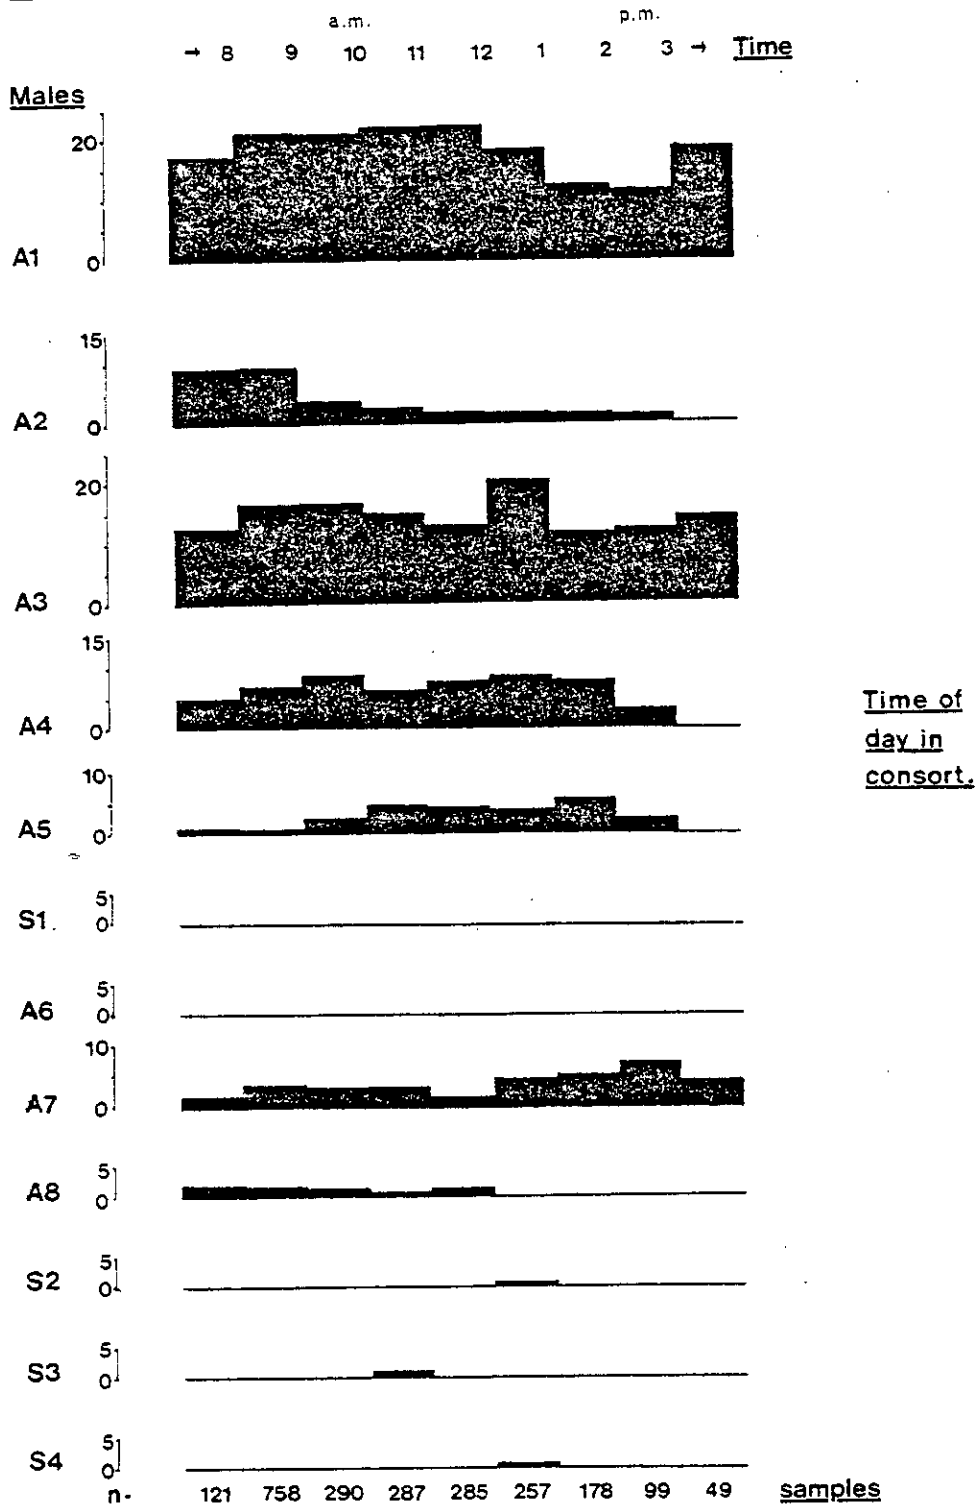 a.m. p.m.
→ 8 9 10 11 12 1 2 3 → Time
Males
20
A1 0
15
A2 0
20
A3 0
15
A4 0
Time of
day in
consort.
10
A5 0
5
S1 0
5
A6 0
10
A7 0
5
A8 0
5
S2 0
5
S3 0
5
S4 0
n- 121 758 290 287 285 257 178 99 49 samples